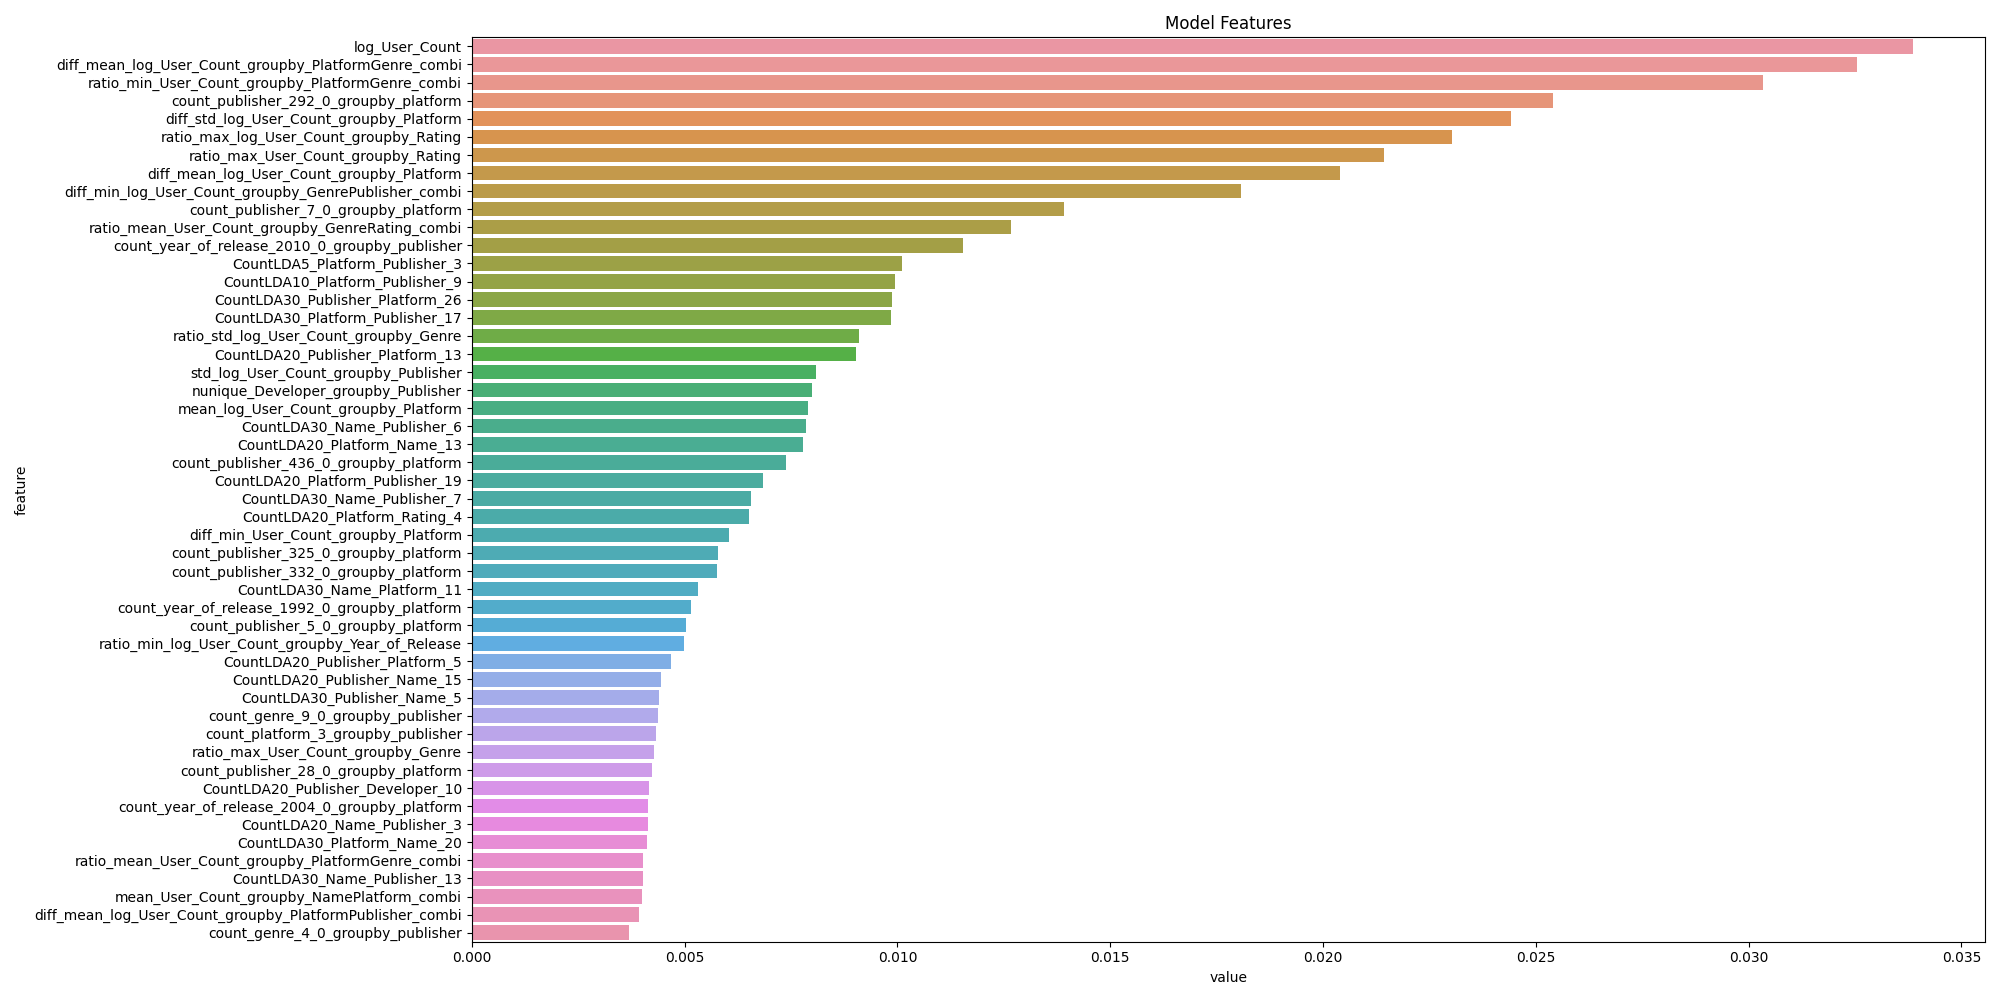 Model Features
log_User_Count
diff_mean_log_User_Count_groupby_PlatformGenre_combi
ratio_min_User_Count_groupby_PlatformGenre_combi
count_publisher_292_0_groupby_platform
diff_std_log_User_Count_groupby_Platform
ratio_max_log_User_Count_groupby_Rating
ratio_max_User_Count_groupby_Rating
diff_mean_log_User_Count_groupby_Platform
diff_min_log_User_Count_groupby_GenrePublisher_combi
count_publisher_7_0_groupby_platform
ratio_mean_User_Count_groupby_GenreRating_combi
count_year_of_release_2010_0_groupby_publisher
CountLDA5_Platform_Publisher_3
CountLDA10_Platform_Publisher_9
CountLDA30_Publisher_Platform_26
CountLDA30_Platform_Publisher_17
ratio_std_log_User_Count_groupby_Genre
CountLDA20_Publisher_Platform_13
std_log_User_Count_groupby_Publisher
nunique_Developer_groupby_Publisher
mean_log_User_Count_groupby_Platform
CountLDA30_Name_Publisher_6
CountLDA20_Platform_Name_13
count_publisher_436_0_groupby_platform
CountLDA20_Platform_Publisher_19
CountLDA30_Name_Publisher_7
CountLDA20_Platform_Rating_4
diff_min_User_Count_groupby_Platform
count_publisher_325_0_groupby_platform
count_publisher_332_0_groupby_platform
CountLDA30_Name_Platform_11
count_year_of_release_1992_0_groupby_platform
count_publisher_5_0_groupby_platform
ratio_min_log_User_Count_groupby_Year_of_Release
CountLDA20_Publisher_Platform_5
CountLDA20_Publisher_Name_15
CountLDA30_Publisher_Name_5
count_genre_9_0_groupby_publisher
count_platform_3_groupby_publisher
ratio_max_User_Count_groupby_Genre
count_publisher_28_0_groupby_platform
CountLDA20_Publisher_Developer_10
count_year_of_release_2004_0_groupby_platform
CountLDA20_Name_Publisher_3
CountLDA30_Platform_Name_20
ratio_mean_User_Count_groupby_PlatformGenre_combi
CountLDA30_Name_Publisher_13
mean_User_Count_groupby_NamePlatform_combi
diff_mean_log_User_Count_groupby_PlatformPublisher_combi
count_genre_4_0_groupby_publisher
feature
0.000 0.005 0.010 0.015 0.020 0.025 0.030 0.035
value